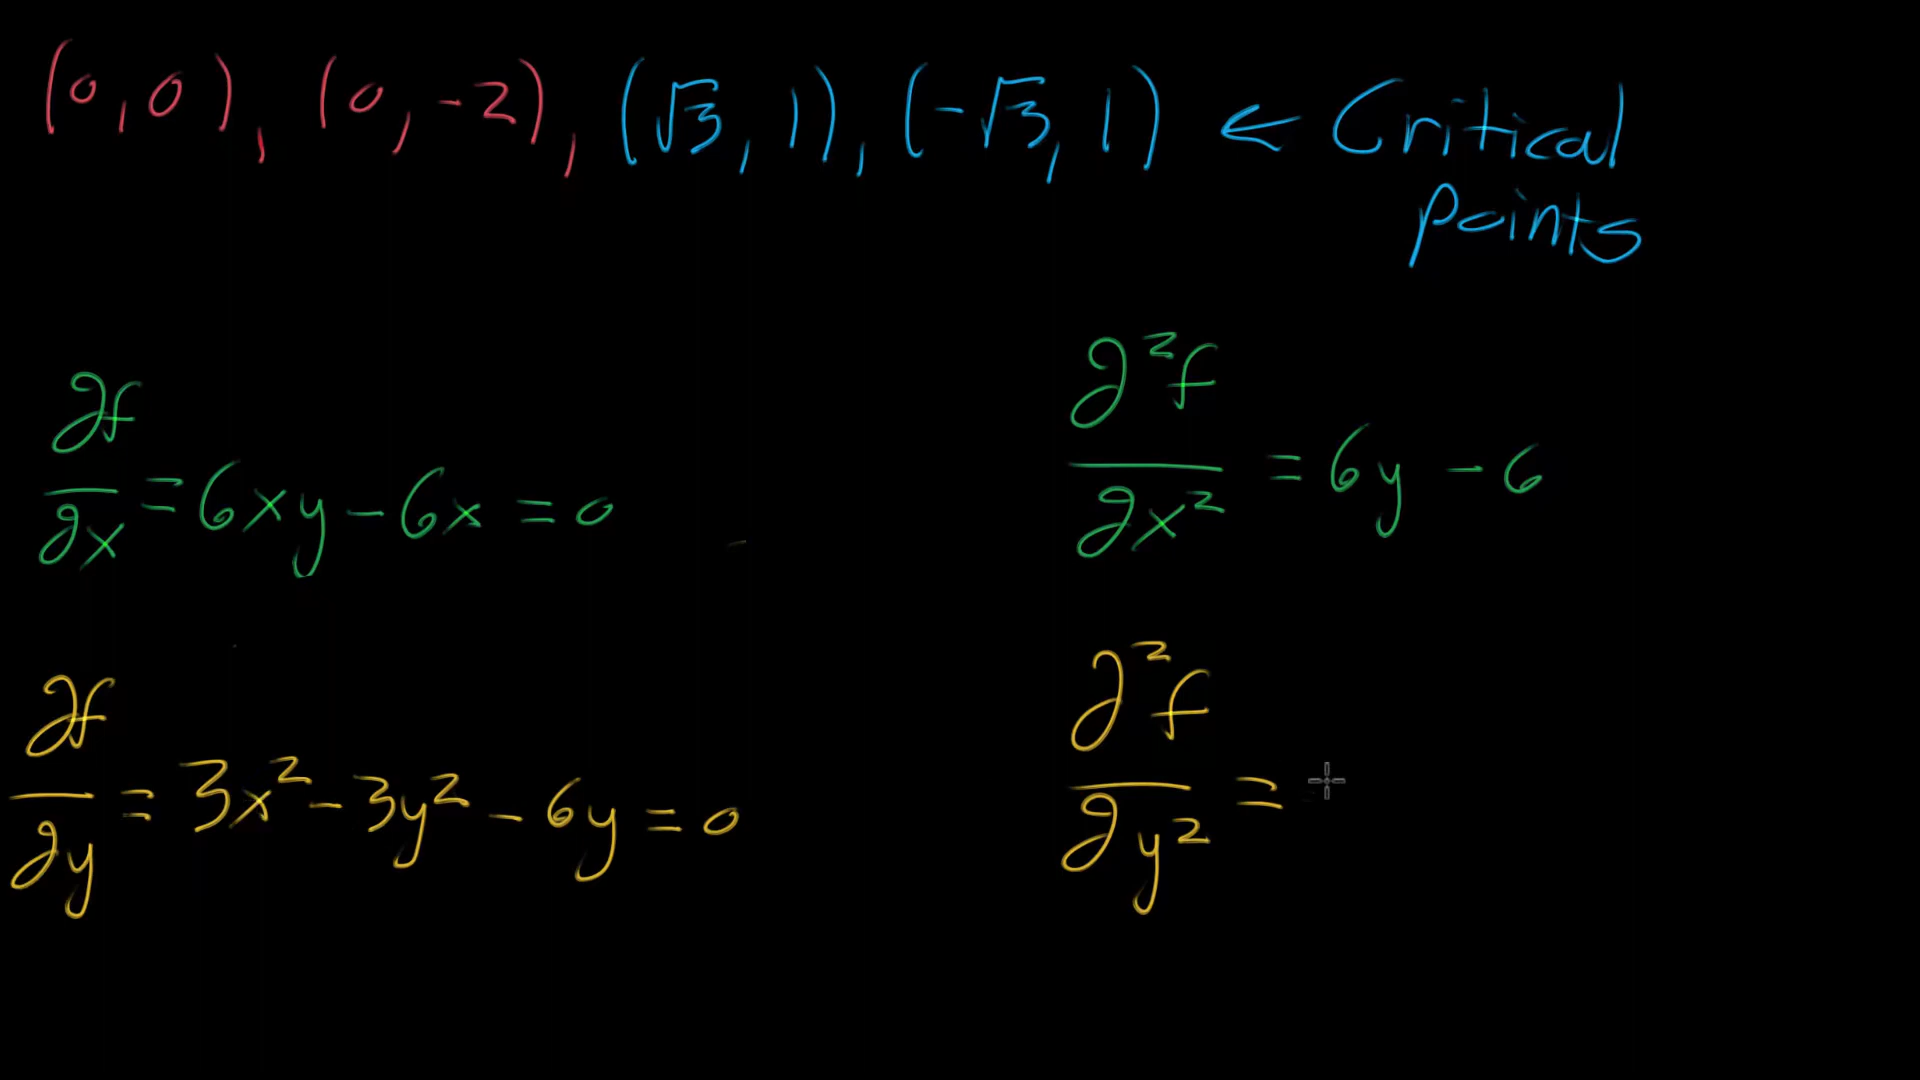 (0, 0), (0, -2), (√3, 1), (-√3, 1) ← Critical
points
∂f/∂x = 6xy - 6x = 0
∂²f/∂x² = 6y - 6
∂f/∂y = 3x² - 3y² - 6y = 0
∂²f/∂y² =